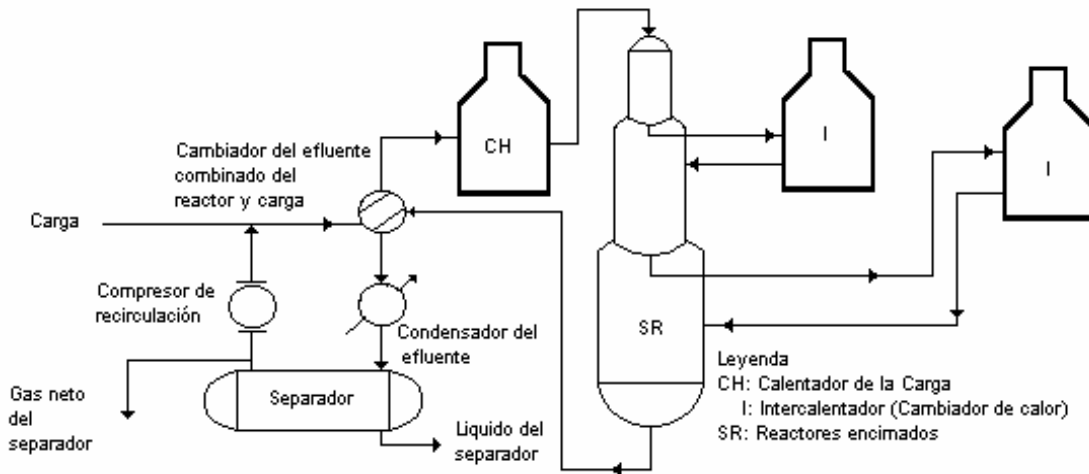 CH
I
I
Cambiador del efluente
combinado del
reactor y carga
Carga
Compresor de
recirculación
Condensador del
efluente
SR
Gas neto
del
separador
Separador
Liquido del
separador
Leyenda
CH: Calentador de la Carga
I: Intercalentador (Cambiador de calor)
SR: Reactores encimados